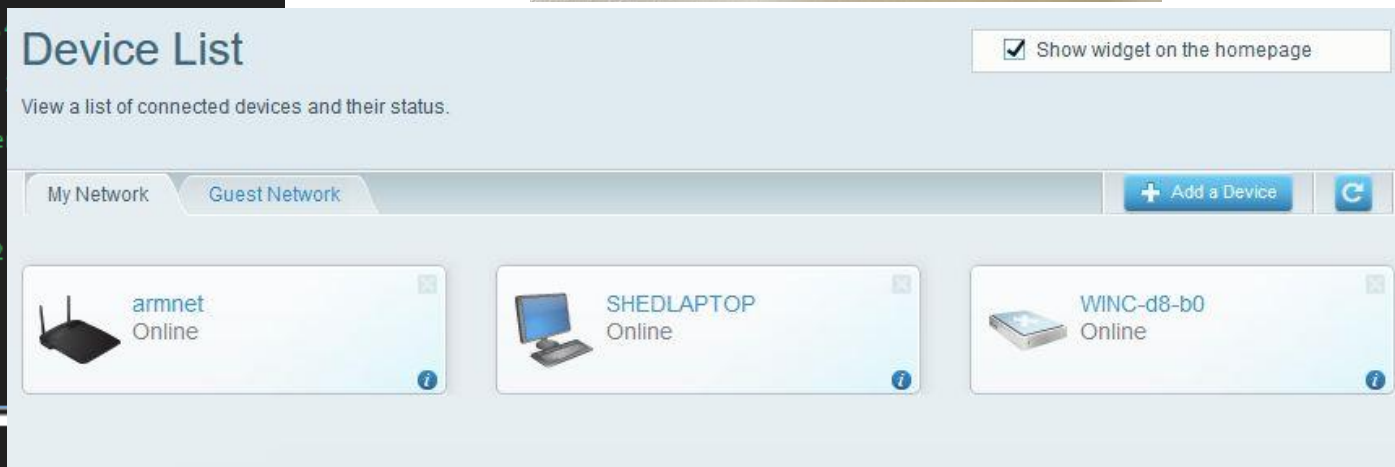 Device List
Show widget on the homepage
View a list of connected devices and their status.
My Network
Guest Network
Add a Device
armnet
Online
SHEDLAPTOP
Online
WINC-d8-b0
Online